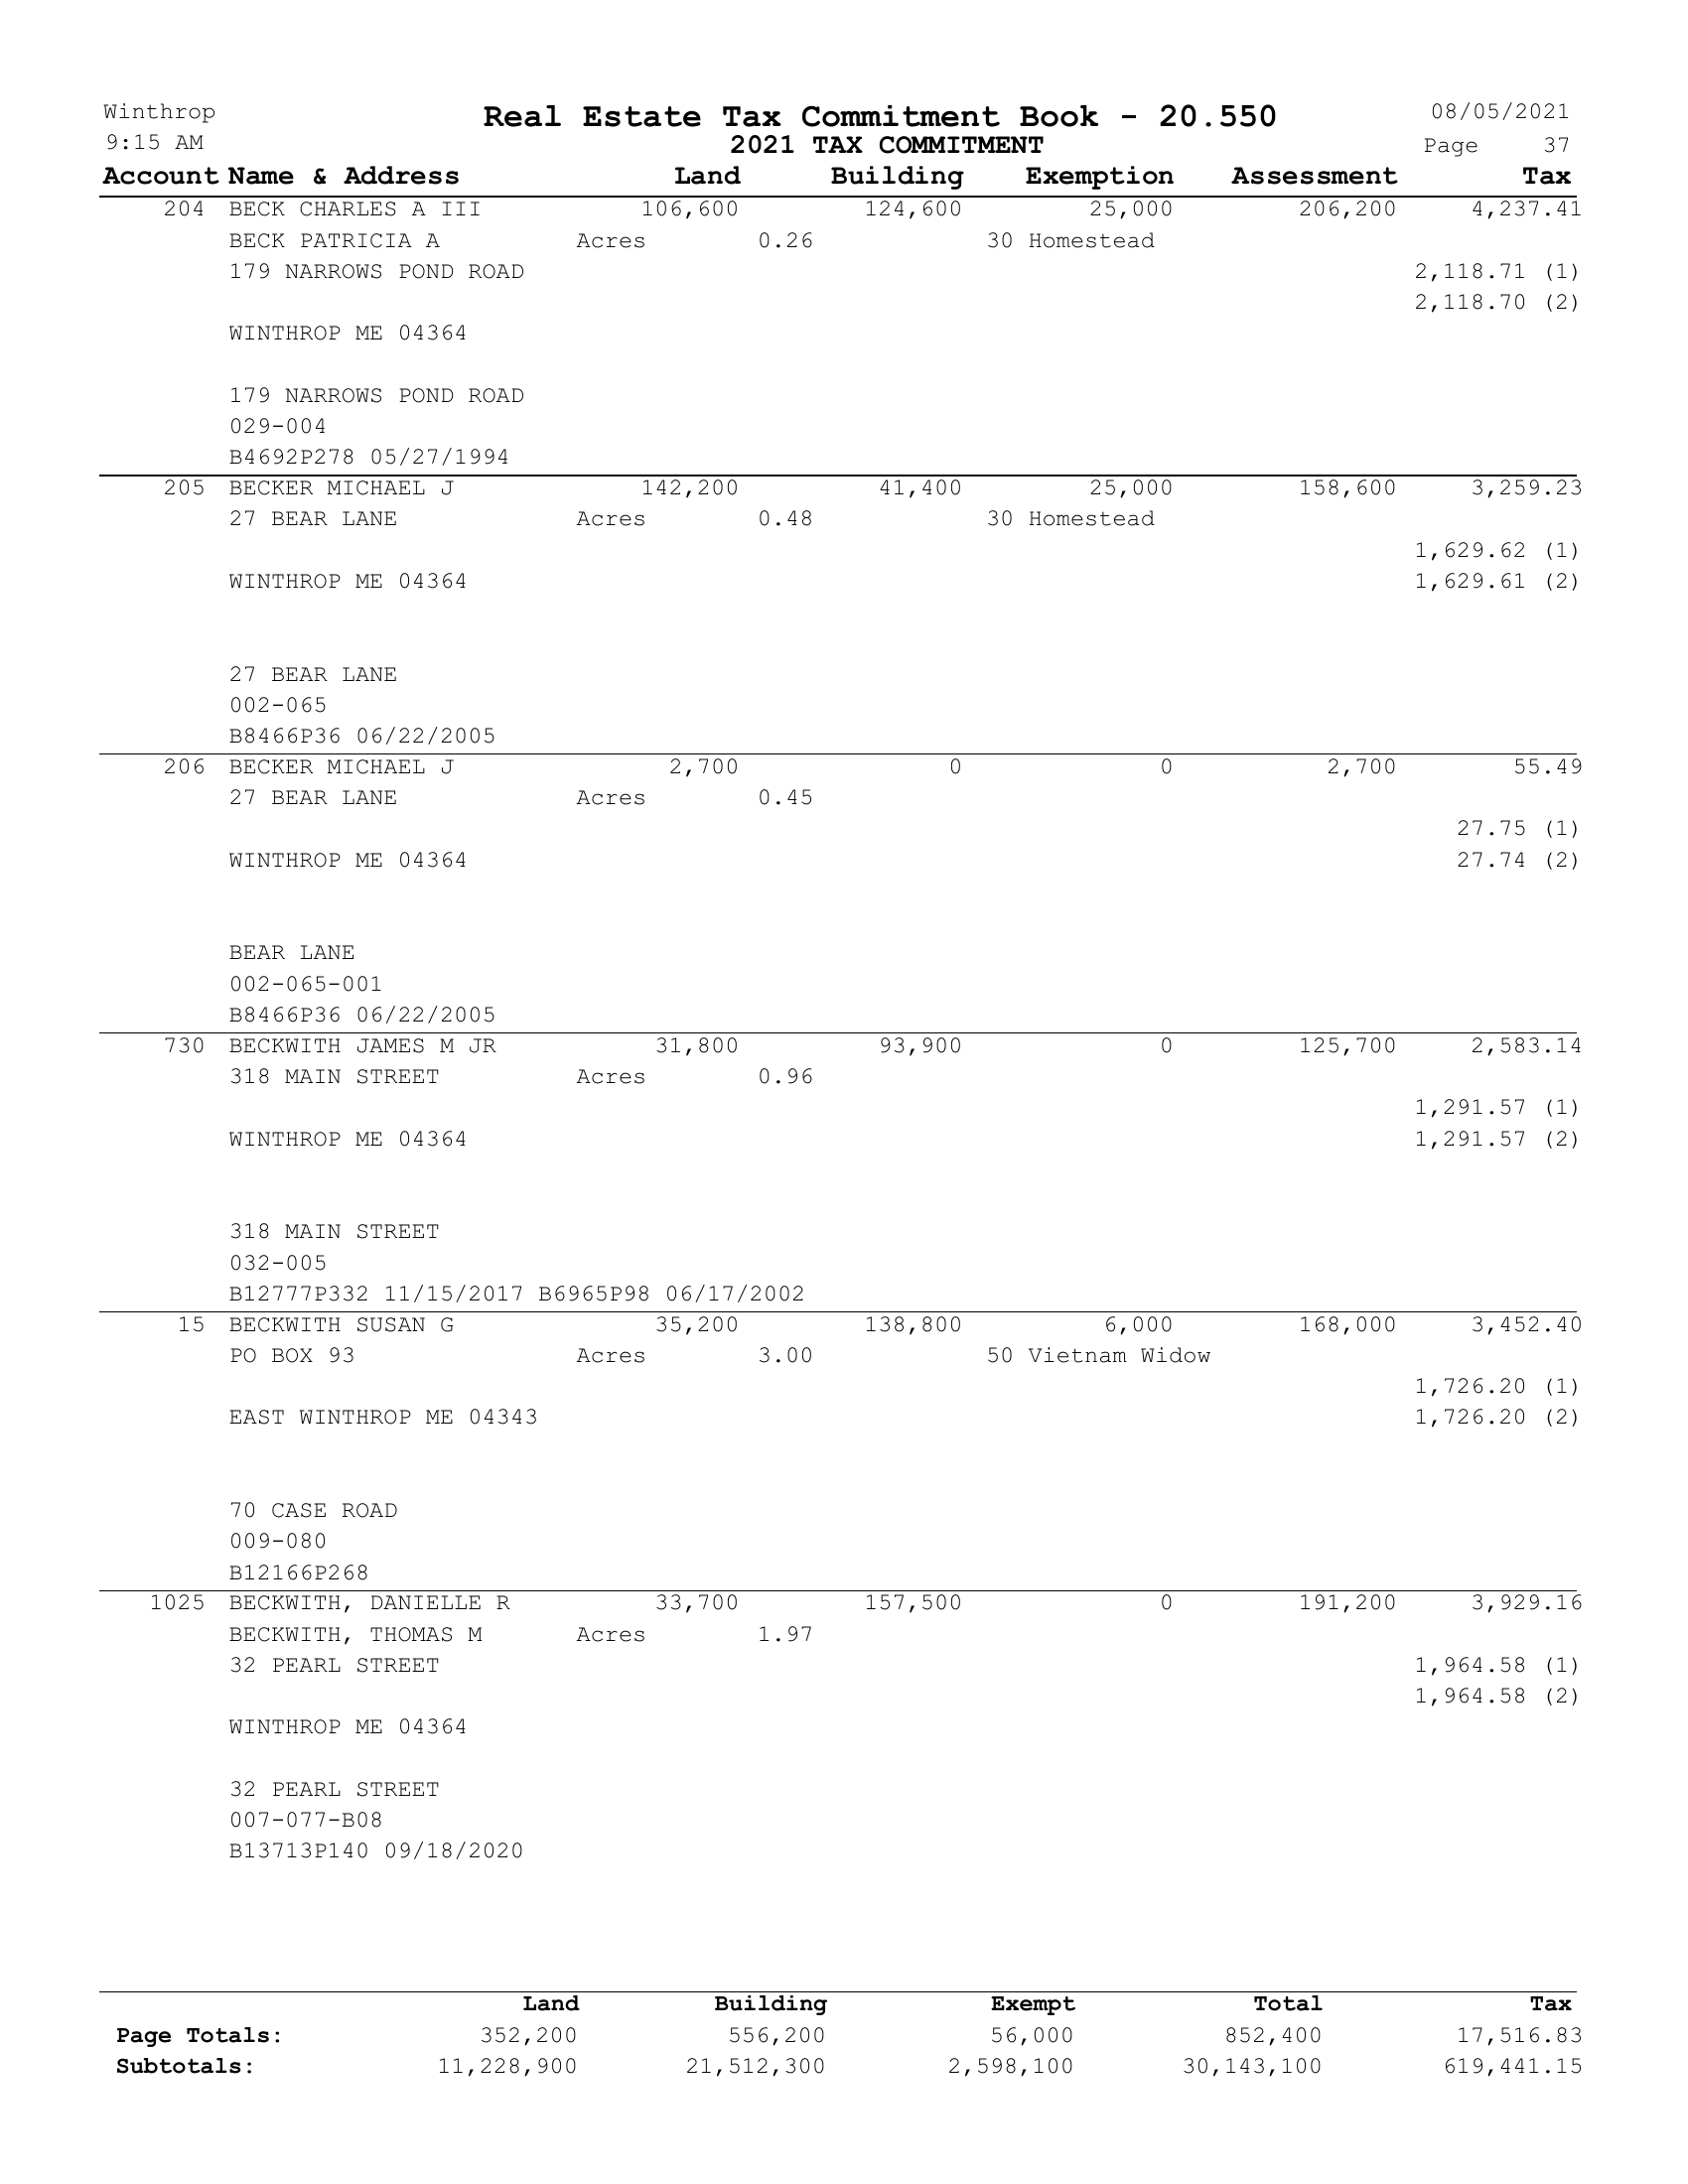 Winthrop Real Estate Tax Commitment Book - 20.550 08/05/2021
9:15 AM 2021 TAX COMMITMENT Page 37
Account Name & Address Land Building Exemption Assessment Tax
204 BECK CHARLES A III 106,600 124,600 25,000 206,200 4,237.41
BECK PATRICIA A Acres 0.26 30 Homestead
179 NARROWS POND ROAD 2,118.71 (1)
2,118.70 (2)
WINTHROP ME 04364
179 NARROWS POND ROAD
029-004
B4692P278 05/27/1994
205 BECKER MICHAEL J 142,200 41,400 25,000 158,600 3,259.23
27 BEAR LANE Acres 0.48 30 Homestead
1,629.62 (1)
WINTHROP ME 04364 1,629.61 (2)
27 BEAR LANE
002-065
B8466P36 06/22/2005
206 BECKER MICHAEL J 2,700 0 0 2,700 55.49
27 BEAR LANE Acres 0.45
27.75 (1)
WINTHROP ME 04364 27.74 (2)
BEAR LANE
002-065-001
B8466P36 06/22/2005
730 BECKWITH JAMES M JR 31,800 93,900 0 125,700 2,583.14
318 MAIN STREET Acres 0.96
1,291.57 (1)
WINTHROP ME 04364 1,291.57 (2)
318 MAIN STREET
032-005
B12777P332 11/15/2017 B6965P98 06/17/2002
15 BECKWITH SUSAN G 35,200 138,800 6,000 168,000 3,452.40
PO BOX 93 Acres 3.00 50 Vietnam Widow
1,726.20 (1)
EAST WINTHROP ME 04343 1,726.20 (2)
70 CASE ROAD
009-080
B12166P268
1025 BECKWITH, DANIELLE R 33,700 157,500 0 191,200 3,929.16
BECKWITH, THOMAS M Acres 1.97
32 PEARL STREET 1,964.58 (1)
1,964.58 (2)
WINTHROP ME 04364
32 PEARL STREET
007-077-B08
B13713P140 09/18/2020
Land Building Exempt Total Tax
Page Totals: 352,200 556,200 56,000 852,400 17,516.83
Subtotals: 11,228,900 21,512,300 2,598,100 30,143,100 619,441.15